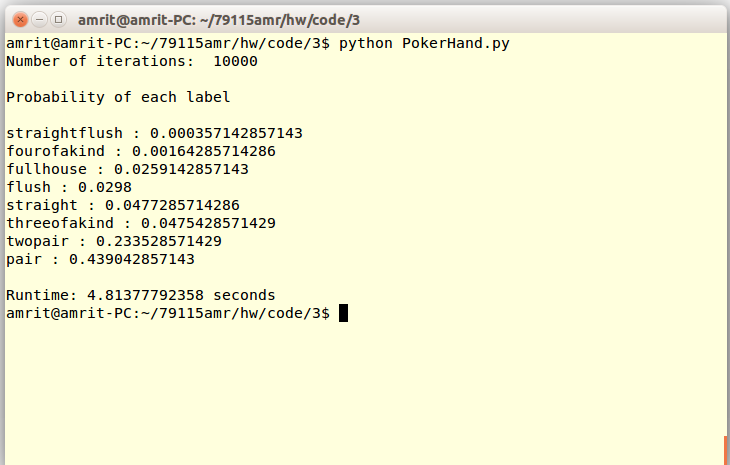 amrit@amrit-PC: ~/79115amr/hw/code/3
amrit@amrit-PC:~/79115amr/hw/code/3$ python PokerHand.py
Number of iterations:  10000
Probability of each label
straightflush : 0.000357142857143
fourofakind : 0.00164285714286
fullhouse : 0.0259142857143
flush : 0.0298
straight : 0.0477285714286
threeofakind : 0.0475428571429
twopair : 0.233528571429
pair : 0.439042857143
Runtime: 4.81377792358 seconds
amrit@amrit-PC:~/79115amr/hw/code/3$